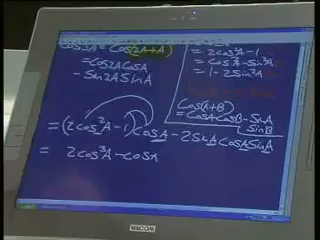 cos3A = cos(2A+A)
= cos2A cosA
- sin2A sinA
= 2cos²A - 1
= cos²A - sin²A
= 1 - 2sin²A
cos(A+B)
= cosA cosB - sinA
sinB
= (2cos²A - 1) cosA - 2sinA cosA sinA
= 2cos³A - cosA
WACOM